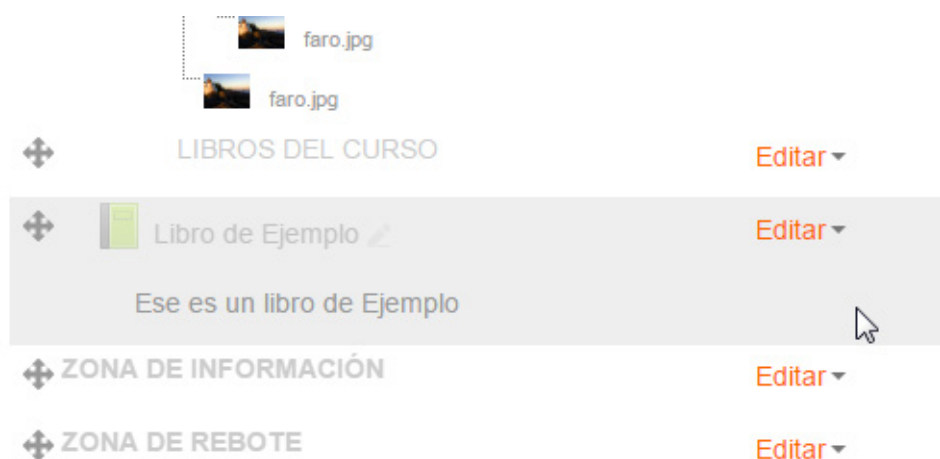 faro.jpg
faro.jpg
LIBROS DEL CURSO Editar
Libro de Ejemplo Editar
Ese es un libro de Ejemplo
ZONA DE INFORMACIÓN Editar
ZONA DE REBOTE Editar